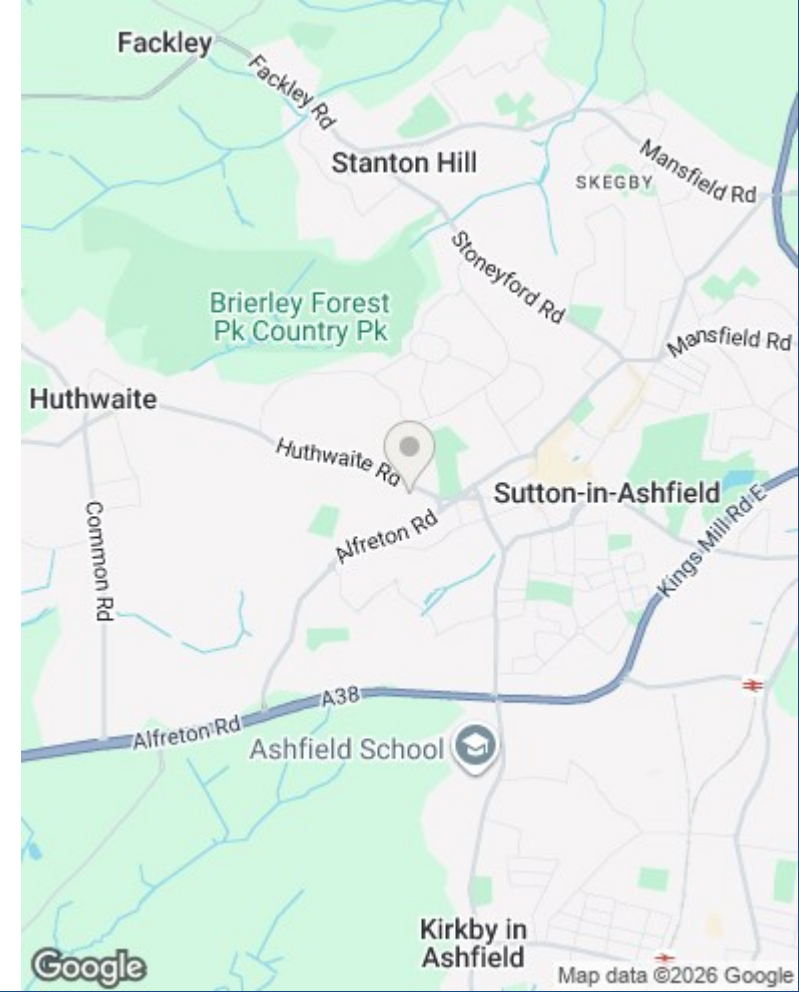 Fackley
Fackley Rd
Stanton Hill
Mansfield Rd
SKEGBY
Stoneyford Rd
Brierley Forest
Pk Country Pk
Mansfield Rd
Huthwaite
Huthwaite Rd
Sutton-in-Ashfield
Common Rd
Alfreton Rd
Kings Mill Rd E
A38
Alfreton Rd
Ashfield School
Kirkby in
Ashfield
Google
Map data ©2026 Google